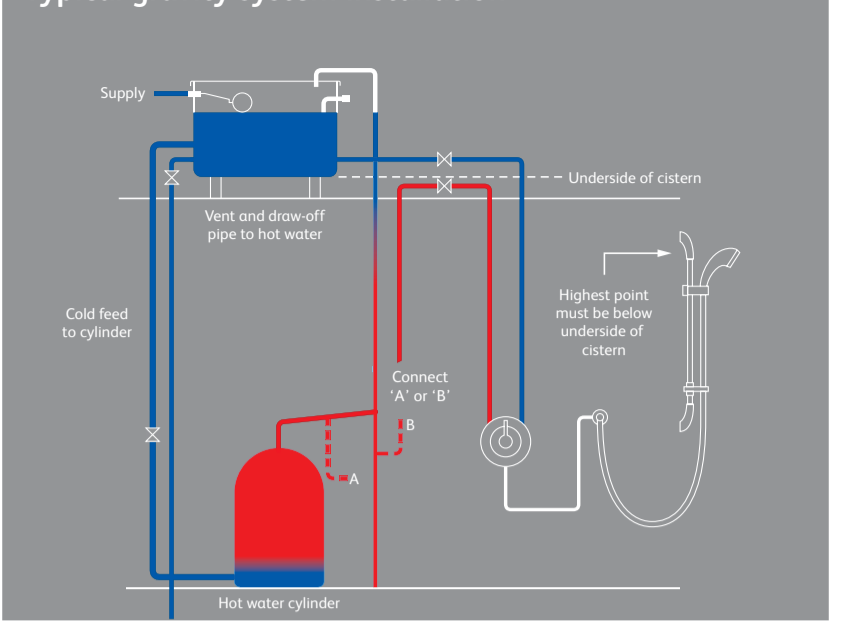 Supply
Underside of cistern
Vent and draw-off
pipe to hot water
Cold feed
to cylinder
Highest point
must be below
underside of
cistern
Connect
‘A’ or ‘B’
B
A
Hot water cylinder